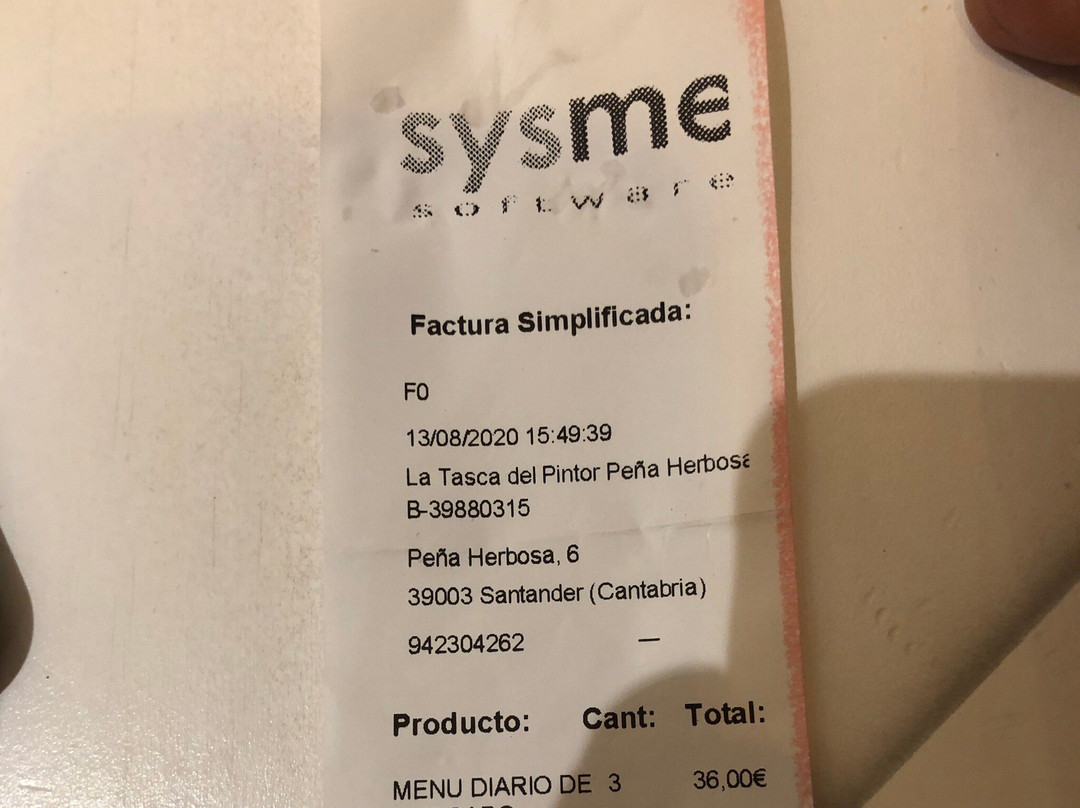 sysme
software
Factura Simplificada:
F0
13/08/2020 15:49:39
La Tasca del Pintor Peña Herbosa
B-39880315
Peña Herbosa, 6
39003 Santander (Cantabria)
942304262 —
Producto: Cant: Total:
MENU DIARIO DE 3 36,00€